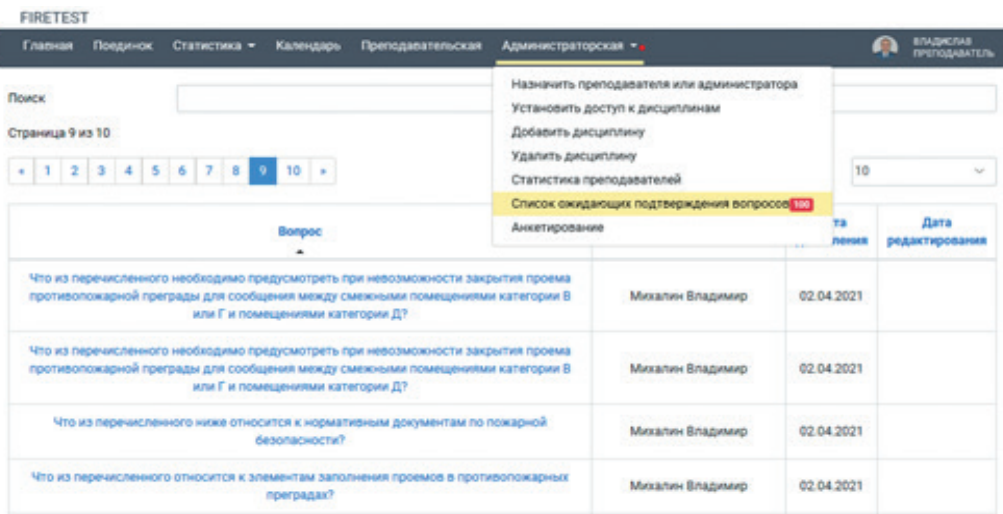 FIRETEST
Главная Поединок Статистика Календарь Преподавательская Администраторская ВЛАДИСЛАВ
ПРЕПОДАВАТЕЛЬ
Назначить преподавателя или администратора
Установить доступ к дисциплинам
Добавить дисциплину
Удалить дисциплину
Статистика преподавателей
Список ожидающих подтверждения вопросов 100
Анкетирование
Поиск
Страница 9 из 10
« 1 2 3 4 5 6 7 8 9 10 »
10
Вопрос
Дата
редактирования
Что из перечисленного необходимо предусмотреть при невозможности закрытия проема
противопожарной преграды для сообщения между смежными помещениями категории В
или Г и помещениями категории Д?
Михалин Владимир 02.04.2021
Что из перечисленного необходимо предусмотреть при невозможности закрытия проема
противопожарной преграды для сообщения между смежными помещениями категории В
или Г и помещениями категории Д?
Михалин Владимир 02.04.2021
Что из перечисленного ниже относится к нормативным документам по пожарной
безопасности?
Михалин Владимир 02.04.2021
Что из перечисленного относится к элементам заполнения проемов в противопожарных
преградах?
Михалин Владимир 02.04.2021